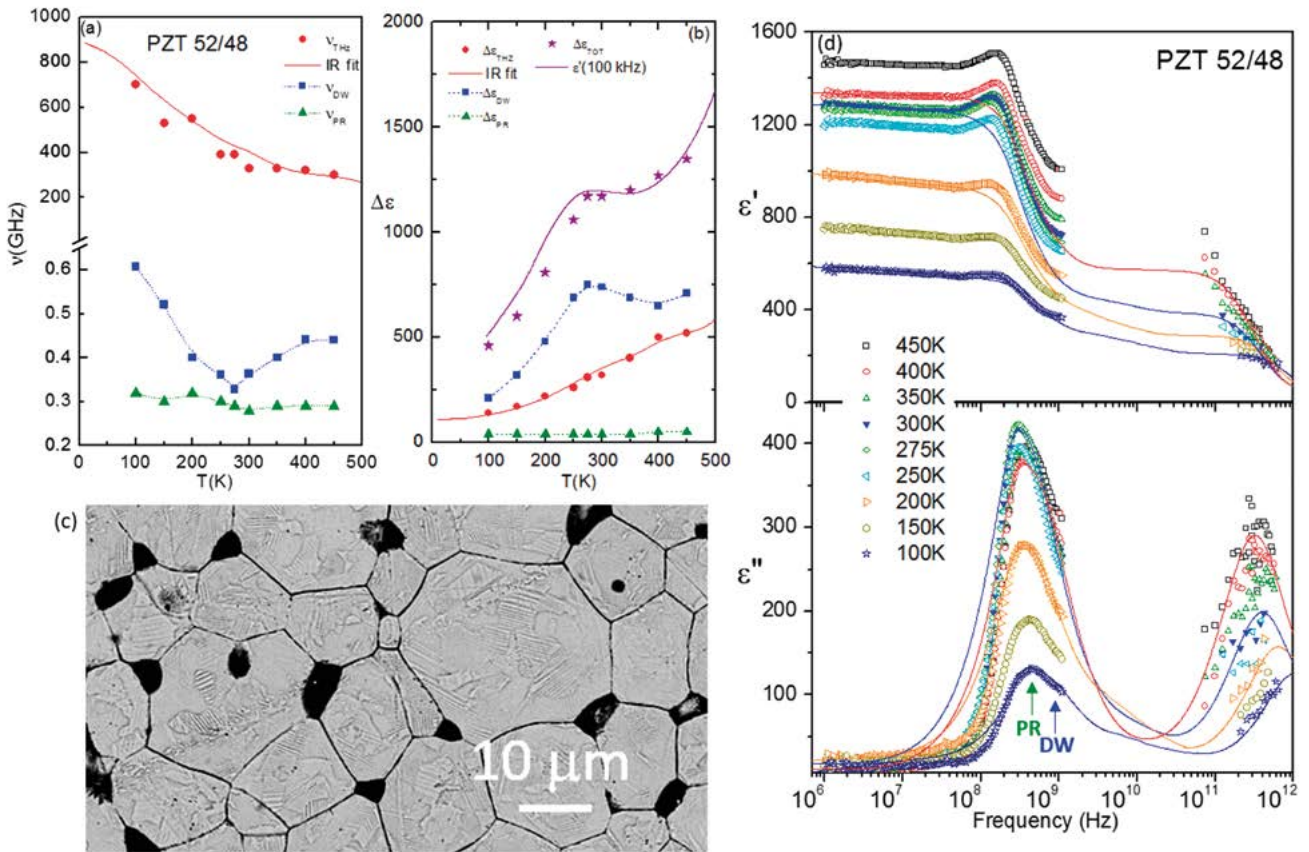 (a)
PZT 52/48
ν_THz
IR fit
ν_DW
ν_PR
1000
800
600
400
200
0.6
0.5
0.4
0.3
0.2
ν(GHz)
0 100 200 300 400 500
T(K)
(b)
Δε_THZ
IR fit
Δε_DW
Δε_PR
Δε_TOT
ε'(100 kHz)
2000
1750
1250
1000
500
250
0
Δε
0 100 200 300 400 500
T(K)
(c)
10 μm
(d)
PZT 52/48
1600
1200
800
400
0
ε'
450K
400K
350K
300K
275K
250K
200K
150K
100K
400
300
200
100
ε"
PR
DW
10^6 10^7 10^8 10^9 10^10 10^11 10^12
Frequency (Hz)